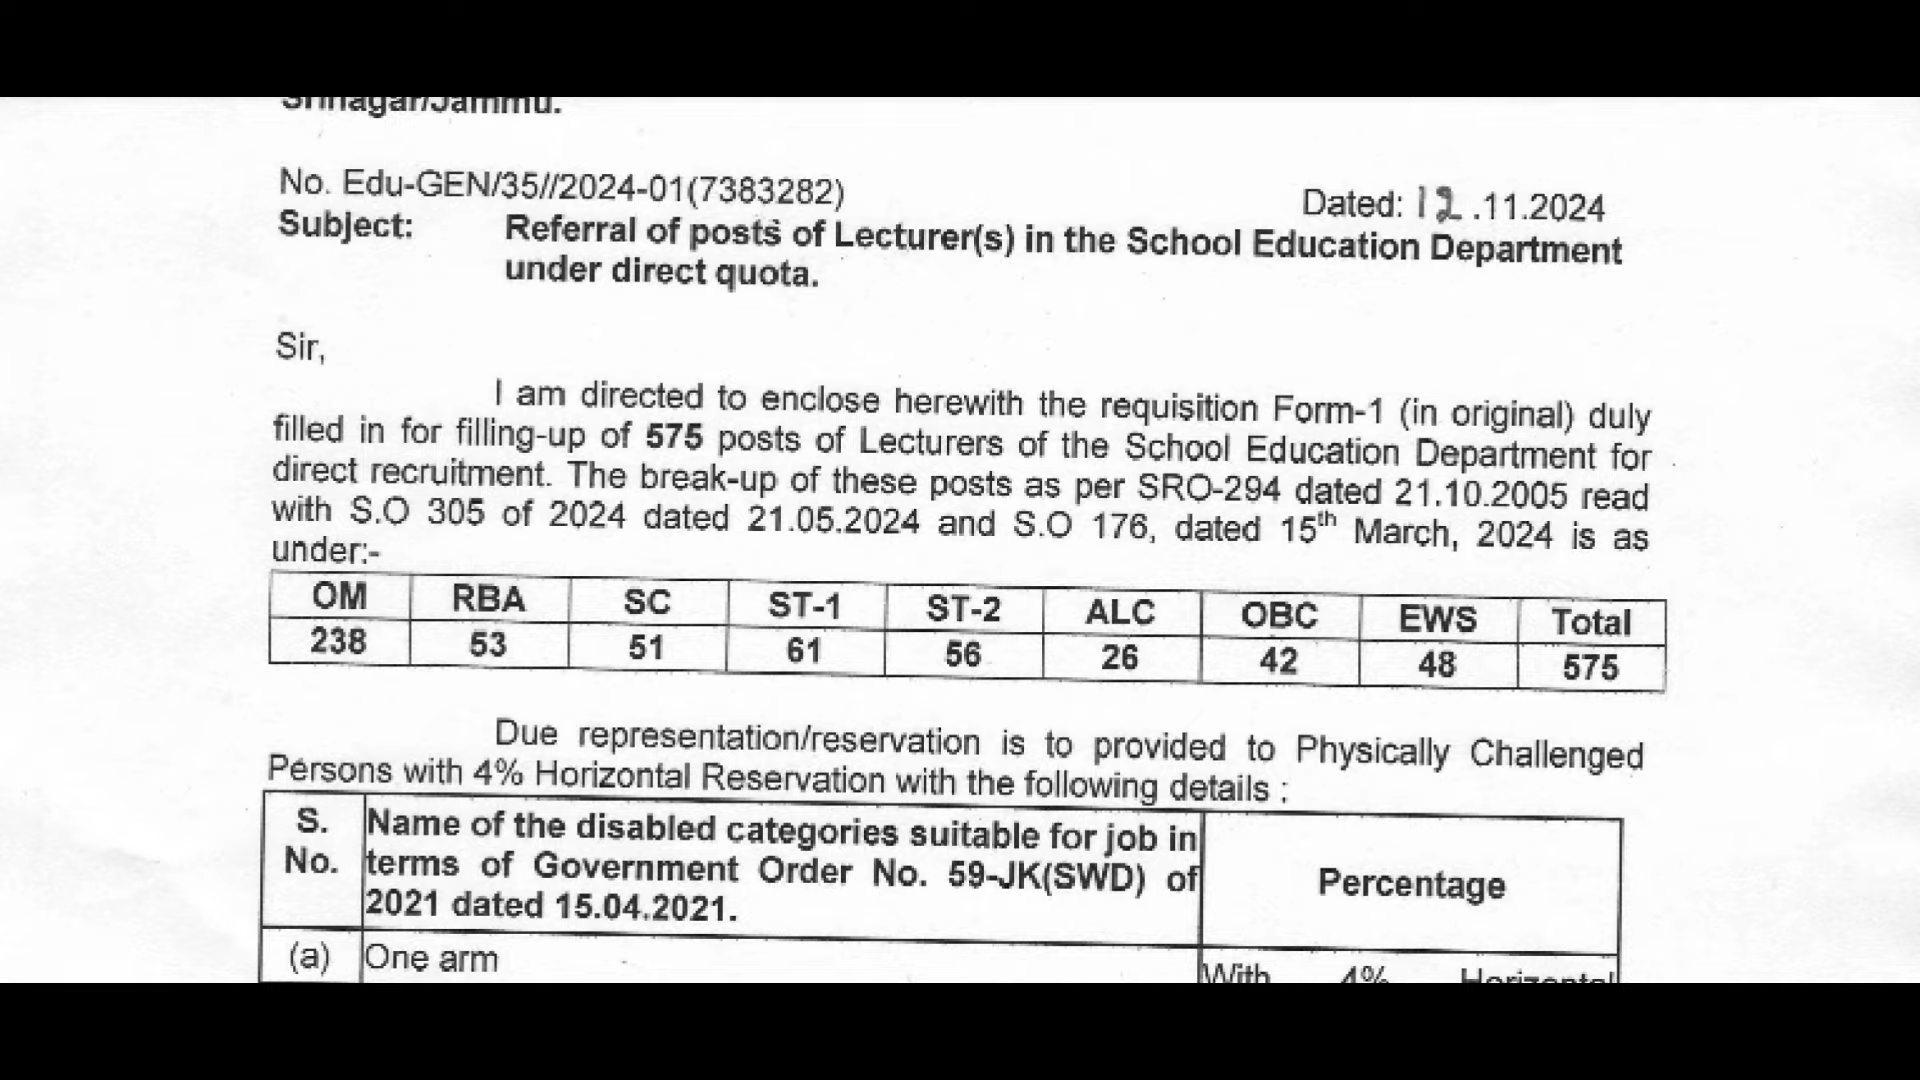 Srinagar/Jammu.
No. Edu-GEN/35//2024-01(7383282)
Dated: 12.11.2024
Subject: Referral of posts of Lecturer(s) in the School Education Department
under direct quota.
Sir,
I am directed to enclose herewith the requisition Form-1 (in original) duly
filled in for filling-up of 575 posts of Lecturers of the School Education Department for
direct recruitment. The break-up of these posts as per SRO-294 dated 21.10.2005 read
with S.O 305 of 2024 dated 21.05.2024 and S.O 176, dated 15th March, 2024 is as
under:-
OM RBA SC ST-1 ST-2 ALC OBC EWS Total
238 53 51 61 56 26 42 48 575
Due representation/reservation is to provided to Physically Challenged
Persons with 4% Horizontal Reservation with the following details :
S. No. Name of the disabled categories suitable for job in
terms of Government Order No. 59-JK(SWD) of
2021 dated 15.04.2021.
Percentage
(a) One arm
With 4% Horizontal